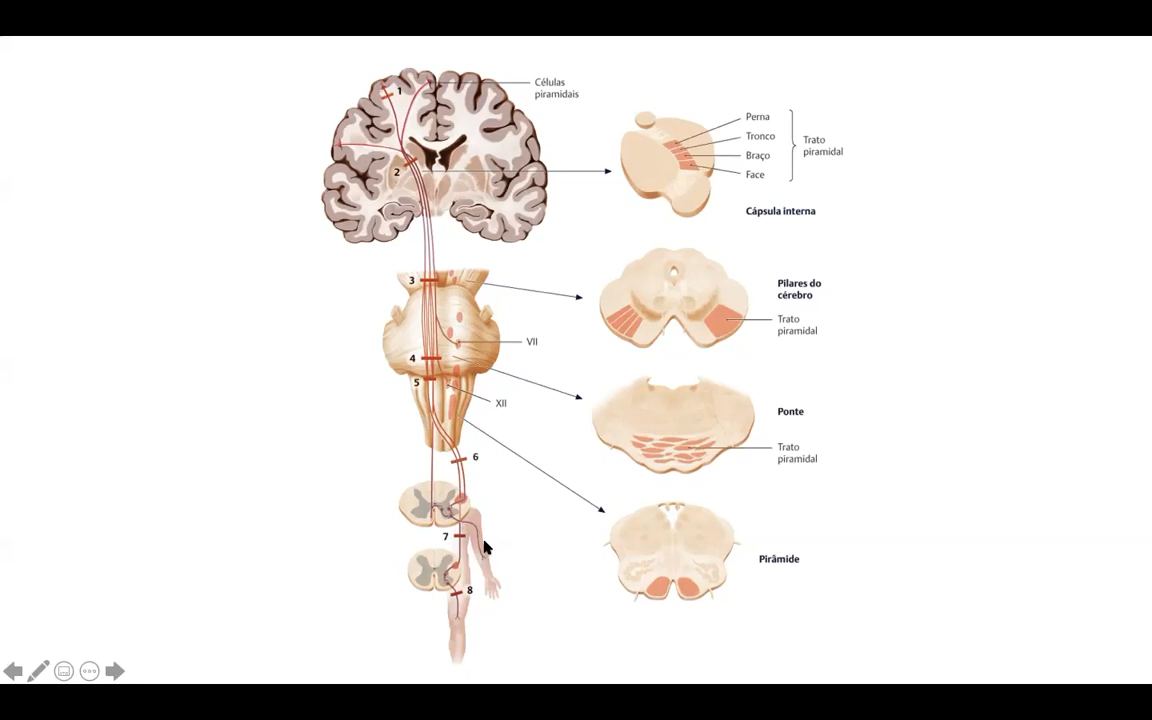 1
Células
piramidais
2
Perna
Tronco
Braço
Face
Trato
piramidal
Cápsula interna
3
Pilares do
cérebro
Trato
piramidal
VII
4
5
XII
Ponte
Trato
piramidal
6
7
Pirâmide
8